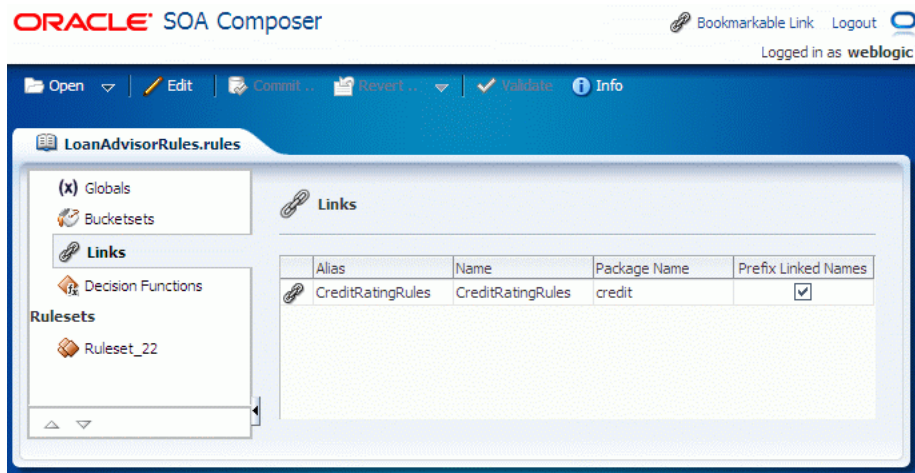 ORACLE SOA Composer
Bookmarkable Link Logout
Logged in as weblogic
Open Edit Commit .. Revert .. Validate Info
LoanAdvisorRules.rules
(x) Globals
Bucketsets
Links
Decision Functions
Rulesets
Ruleset_22
Links
Alias Name Package Name Prefix Linked Names
CreditRatingRules CreditRatingRules credit